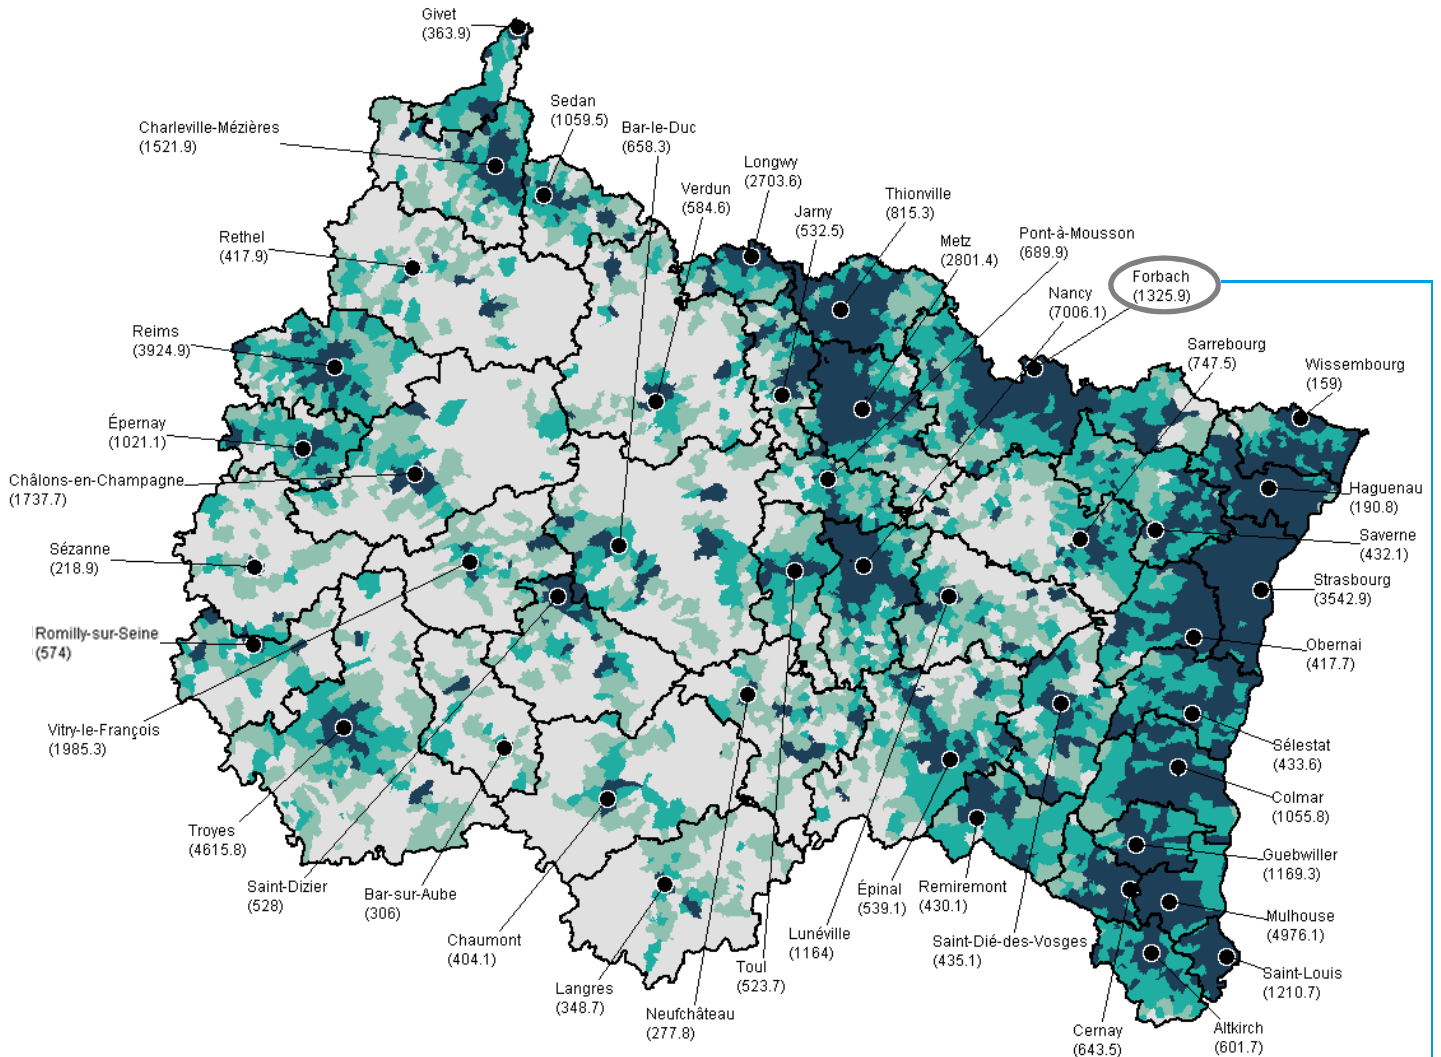 Givet
(363.9)
Sedan
(1059.5)
Charleville-Mézières
(1521.9)
Bar-le-Duc
(658.3)
Longwy
(2703.6)
Verdun
(584.6)
Thionville
(815.3)
Jarny
(532.5)
Pont-à-Mousson
(689.9)
Metz
(2801.4)
Rethel
(417.9)
Forbach
(1325.9)
Nancy
(7006.1)
Reims
(3924.9)
Sarrebourg
(747.5)
Wissembourg
(159)
Épernay
(1021.1)
Châlons-en-Champagne
(1737.7)
Haguenau
(190.8)
Saverne
(432.1)
Sézanne
(218.9)
Strasbourg
(3542.9)
Romilly-sur-Seine
(574)
Obernai
(417.7)
Vitry-le-François
(1985.3)
Sélestat
(433.6)
Colmar
(1055.8)
Troyes
(4615.8)
Guebwiller
(1169.3)
Saint-Dizier
(528)
Bar-sur-Aube
(306)
Épinal
(539.1)
Remiremont
(430.1)
Mulhouse
(4976.1)
Chaumont
(404.1)
Lunéville
(1164)
Saint-Dié-des-Vosges
(435.1)
Toul
(523.7)
Saint-Louis
(1210.7)
Langres
(348.7)
Neufchâteau
(277.8)
Cernay
(643.5)
Altkirch
(601.7)